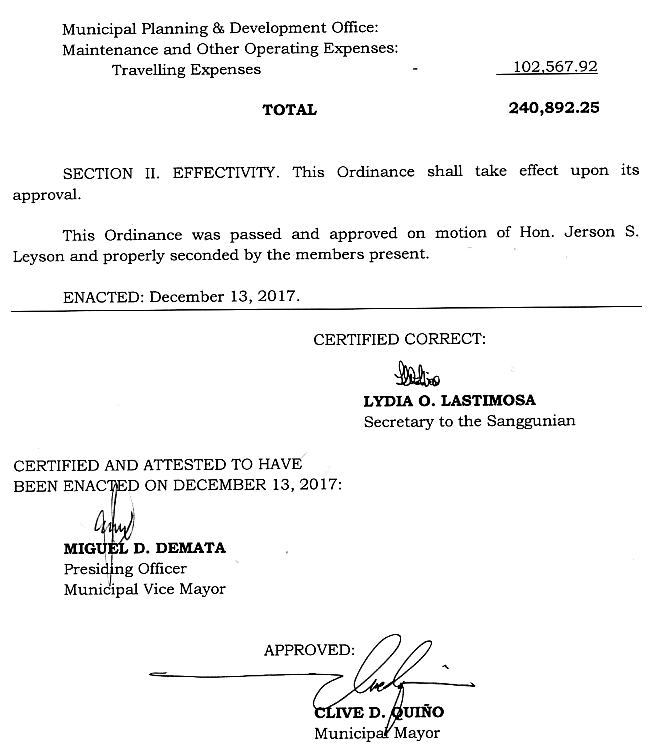 Municipal Planning & Development Office:
Maintenance and Other Operating Expenses:
Travelling Expenses - 102,567.92
TOTAL 240,892.25
SECTION II. EFFECTIVITY. This Ordinance shall take effect upon its
approval.
This Ordinance was passed and approved on motion of Hon. Jerson S.
Leyson and properly seconded by the members present.
ENACTED: December 13, 2017.
CERTIFIED CORRECT:
LYDIA O. LASTIMOSA
Secretary to the Sanggunian
CERTIFIED AND ATTESTED TO HAVE
BEEN ENACTED ON DECEMBER 13, 2017:
MIGUEL D. DEMATA
Presiding Officer
Municipal Vice Mayor
APPROVED:
CLIVE D. QUIÑO
Municipal Mayor